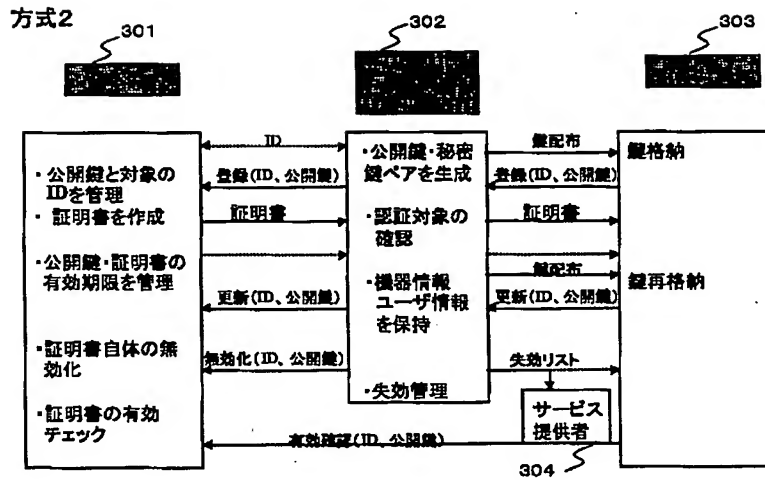 方式2
301
302
303
・公開鍵と対象の
IDを管理
・証明書を作成
・公開鍵・証明書の
有効期限を管理
・証明書自体の無
効化
・証明書の有効
チェック
ID
登録(ID、公開鍵)
証明書
更新(ID、公開鍵)
無効化(ID、公開鍵)
・公開鍵・秘密
鍵ペアを生成
・認証対象の
確認
・機器情報
ユーザ情報
を保持
・失効管理
鍵配布
登録(ID、公開鍵)
証明書
鍵配布
更新(ID、公開鍵)
失効リスト
鍵格納
鍵再格納
サービス
提供者
有効確認(ID、公開鍵)
304